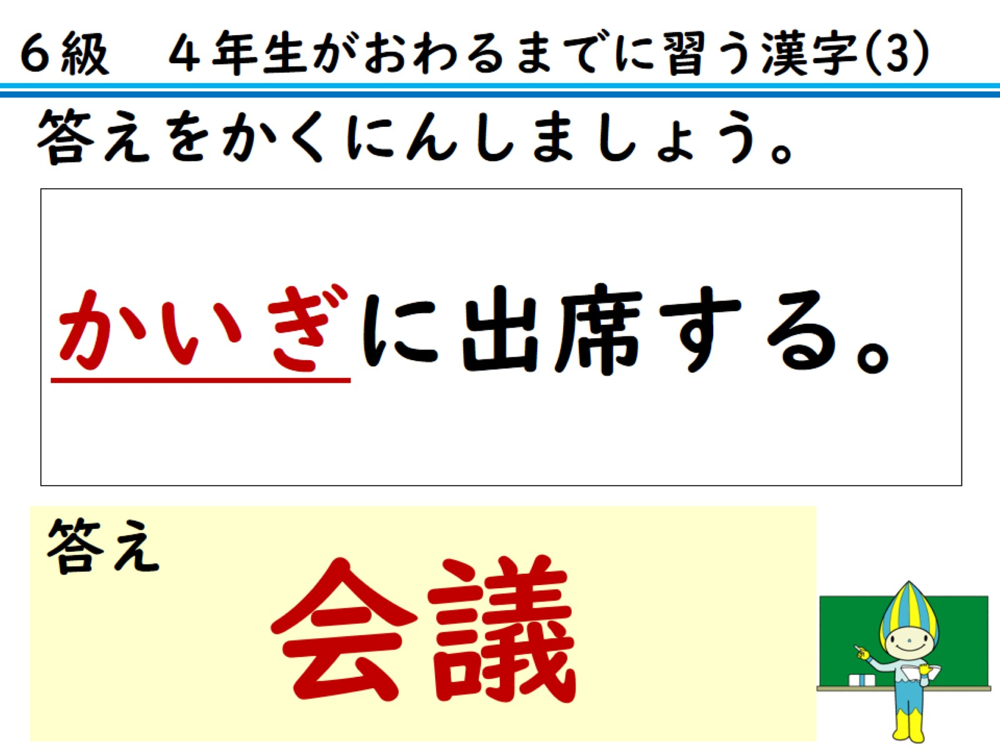 ６級　４年生がおわるまでに習う漢字(3)
答えをかくにんしましょう。
かいぎに出席する。
答え
会議